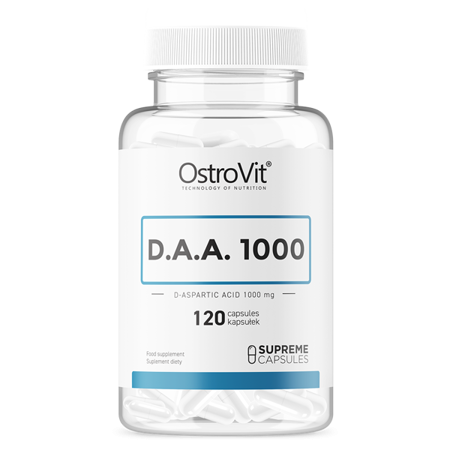 OstroVit®
TECHNOLOGY OF NUTRITION
D.A.A. 1000
D-ASPARTIC ACID 1000 mg
120 capsules
kapsułek
Food supplement
Suplement diety
SUPREME
CAPSULES